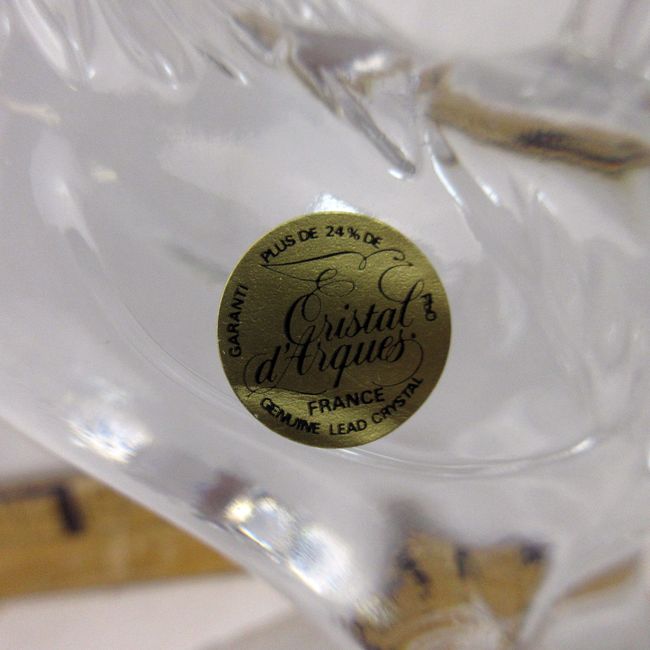 GARANTI PLUS DE 24 % DE PbO
Cristal
d'Arques
FRANCE
GENUINE LEAD CRYSTAL